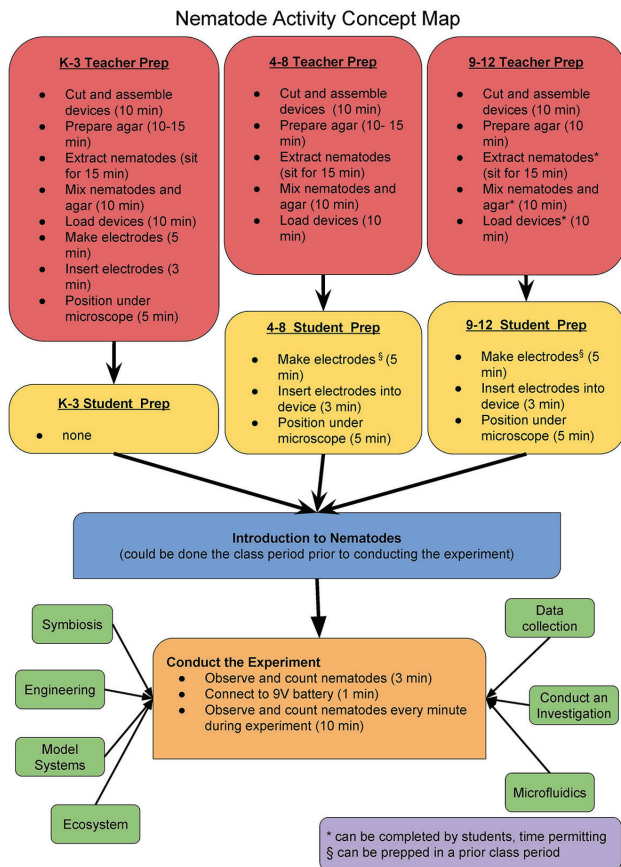 Nematode Activity Concept Map
K-3 Teacher Prep
● Cut and assemble
devices (10 min)
● Prepare agar (10-15
min)
● Extract nematodes (sit
for 15 min)
● Mix nematodes and
agar (10 min)
● Load devices (10 min)
● Make electrodes (5
min)
● Insert electrodes (3
min)
● Position under
microscope (5 min)
4-8 Teacher Prep
● Cut and assemble
devices (10 min)
● Prepare agar (10- 15
min)
● Extract nematodes
(sit for 15 min)
● Mix nematodes and
agar (10 min)
● Load devices (10
min)
9-12 Teacher Prep
● Cut and assemble
devices (10 min)
● Prepare agar (10
min)
● Extract nematodes*
(sit for 15 min)
● Mix nematodes and
agar* (10 min)
● Load devices* (10
min)
K-3 Student Prep
● none
4-8 Student Prep
● Make electrodes § (5
min)
● Insert electrodes into
device (3 min)
● Position under
microscope (5 min)
9-12 Student Prep
● Make electrodes§ (5
min)
● Insert electrodes into
device (3 min)
● Position under
microscope (5 min)
Introduction to Nematodes
(could be done the class period prior to conducting the experiment)
Symbiosis
Engineering
Model
Systems
Ecosystem
Conduct the Experiment
● Observe and count nematodes (3 min)
● Connect to 9V battery (1 min)
● Observe and count nematodes every minute
during experiment (10 min)
Data
collection
Conduct an
Investigation
Microfluidics
* can be completed by students, time permitting
§ can be prepped in a prior class period